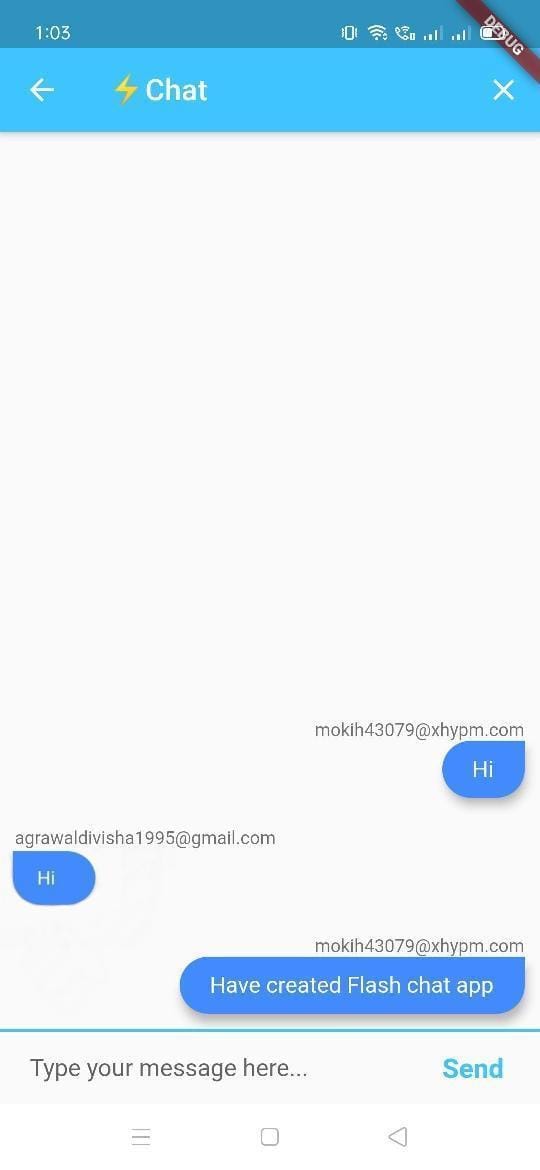 1:03
DEBUG
⚡Chat
mokih43079@xhypm.com
Hi
agrawaldivisha1995@gmail.com
Hi
mokih43079@xhypm.com
Have created Flash chat app
Type your message here...
Send